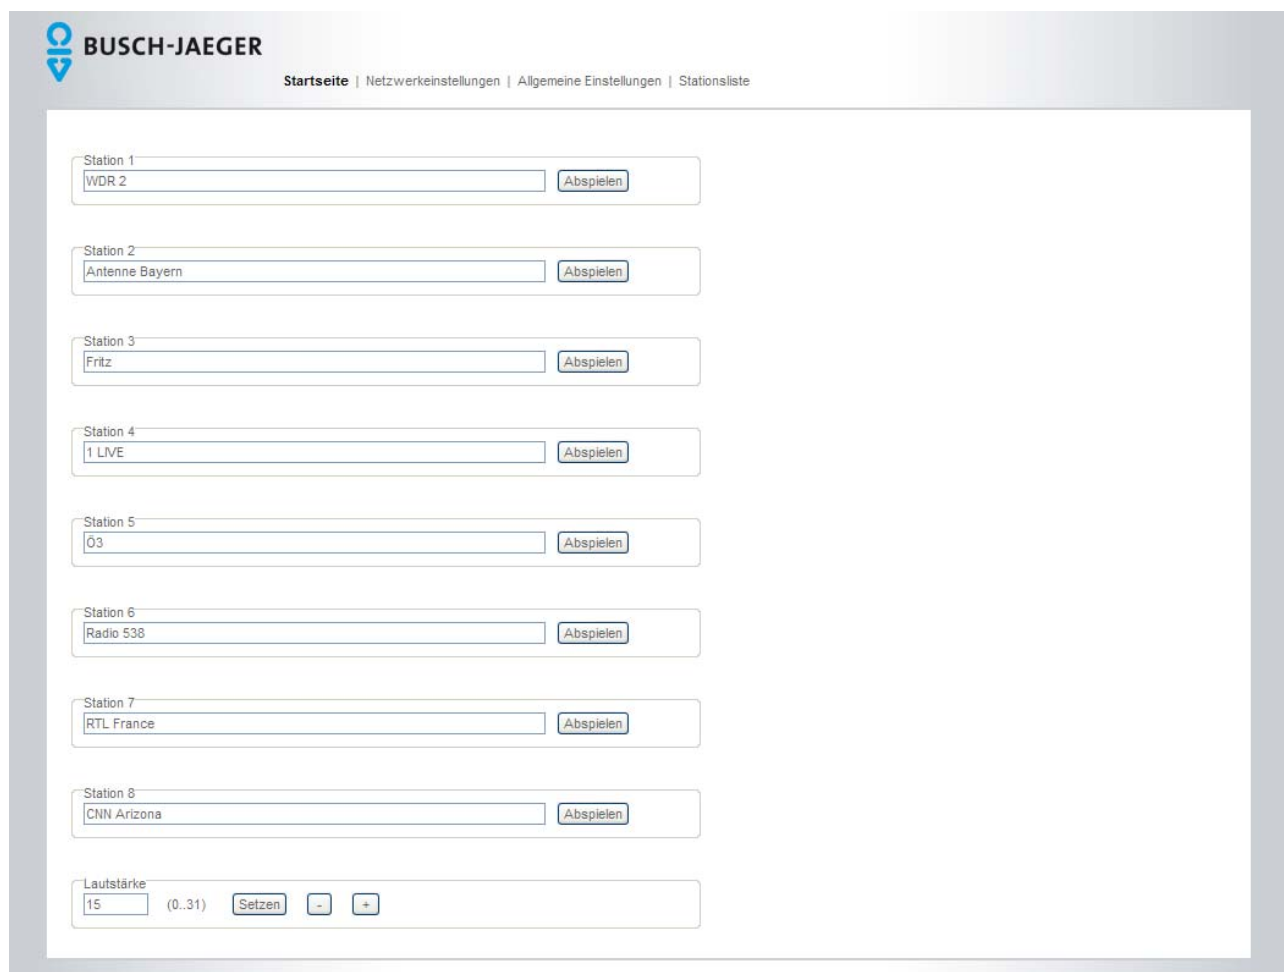 BUSCH-JAEGER
Startseite | Netzwerkeinstellungen | Allgemeine Einstellungen | Stationsliste
Station 1
WDR 2 Abspielen
Station 2
Antenne Bayern Abspielen
Station 3
Fritz Abspielen
Station 4
1 LIVE Abspielen
Station 5
Ö3 Abspielen
Station 6
Radio 538 Abspielen
Station 7
RTL France Abspielen
Station 8
CNN Arizona Abspielen
Lautstärke
15 (0..31) Setzen - +